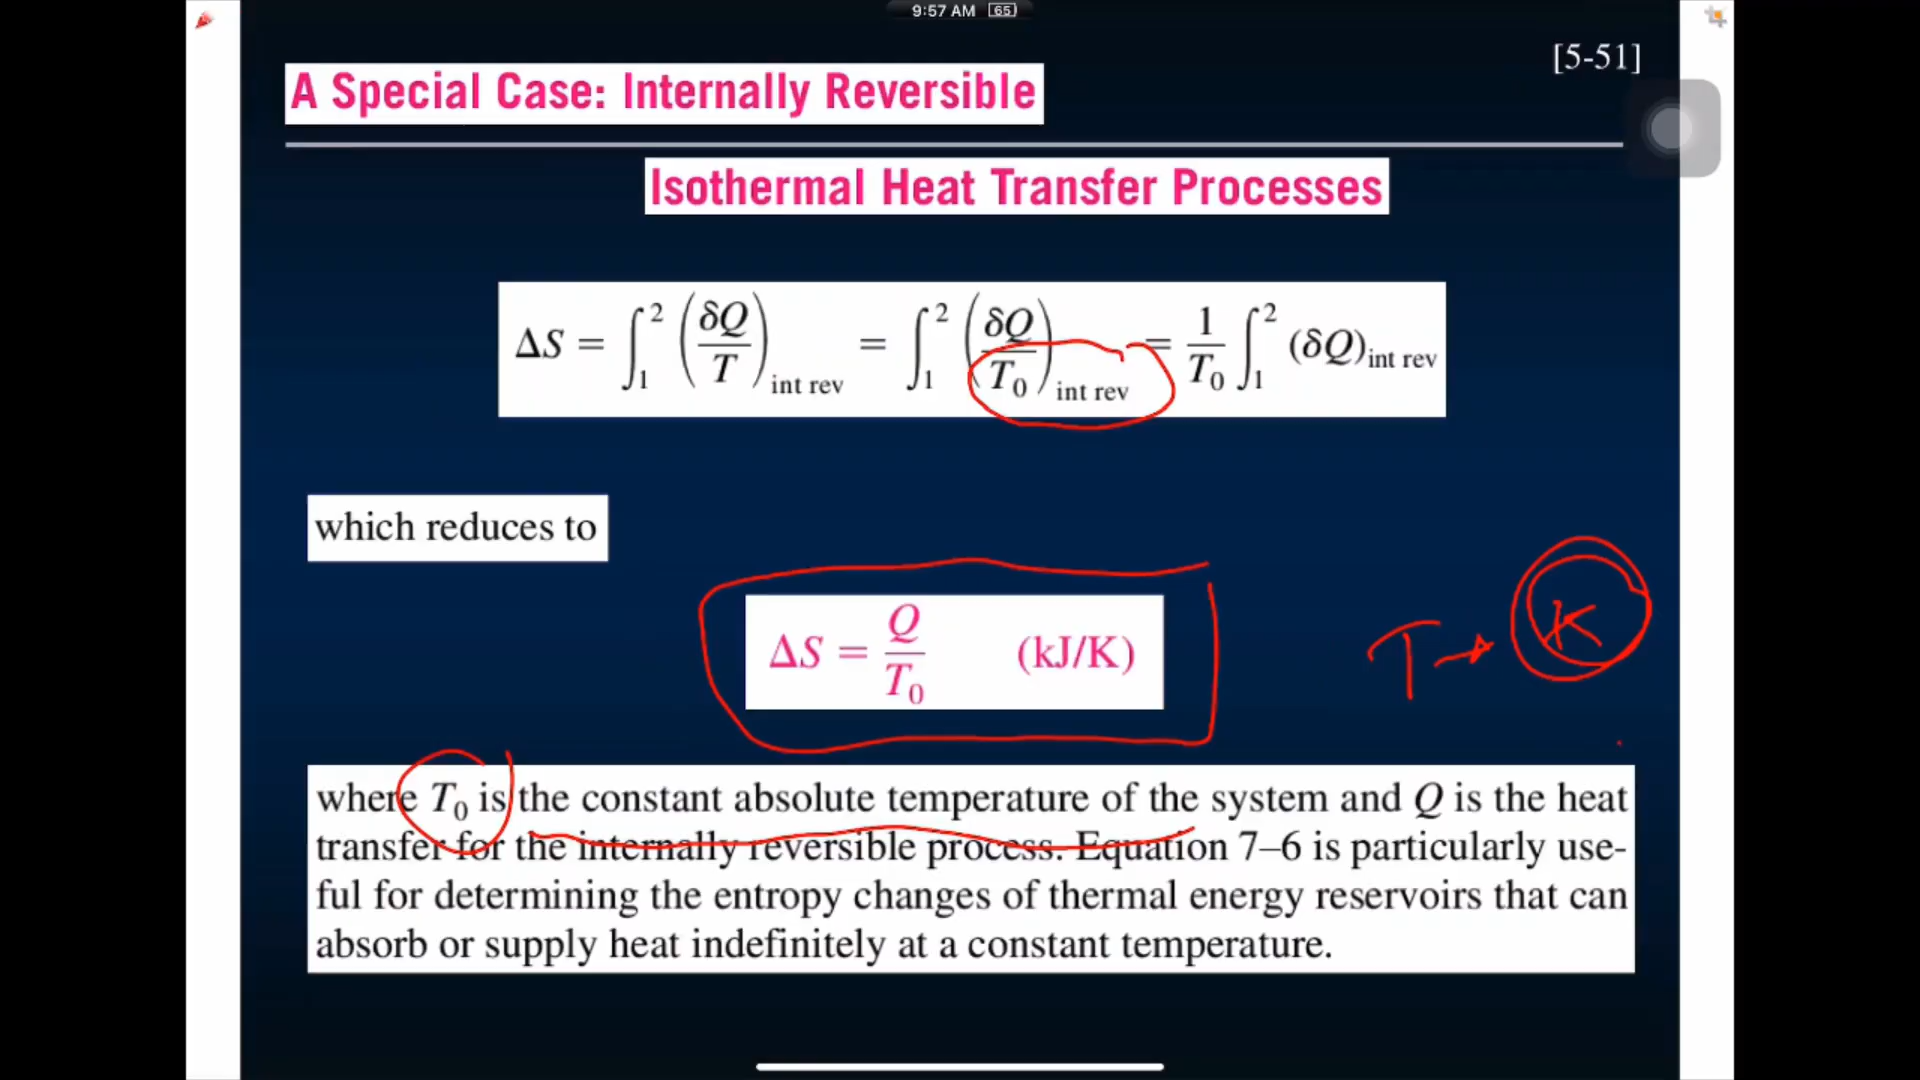 9:57 AM 65
[5-51]
A Special Case: Internally Reversible
Isothermal Heat Transfer Processes
ΔS = ∫₁² (δQ/T)int rev = ∫₁² (δQ/T₀)int rev = 1/T₀ ∫₁² (δQ)int rev
which reduces to
ΔS = Q/T₀ (kJ/K)
T → K
where T₀ is the constant absolute temperature of the system and Q is the heat
transfer for the internally reversible process. Equation 7–6 is particularly use-
ful for determining the entropy changes of thermal energy reservoirs that can
absorb or supply heat indefinitely at a constant temperature.